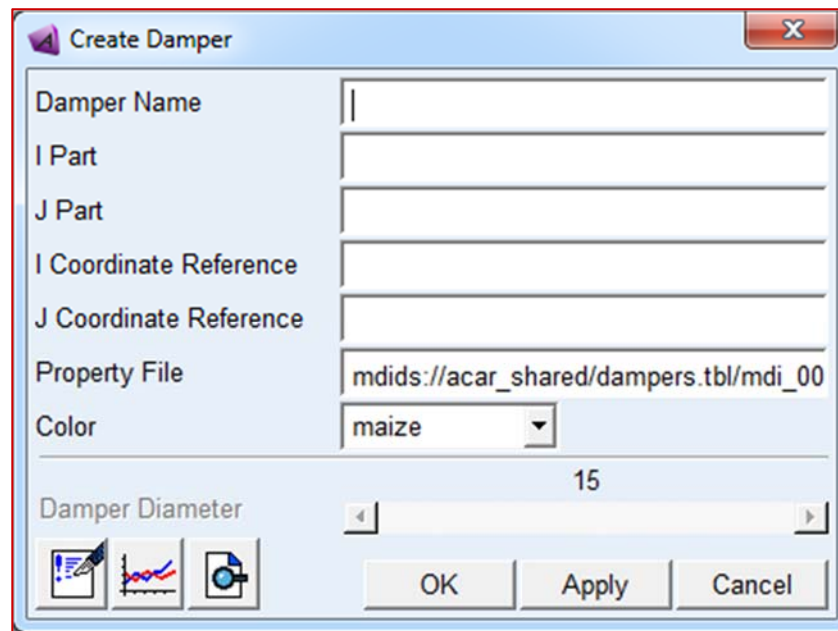 Create Damper
Damper Name
I Part
J Part
I Coordinate Reference
J Coordinate Reference
Property File mdids://acar_shared/dampers.tbl/mdi_00
Color maize
15
Damper Diameter
OK Apply Cancel